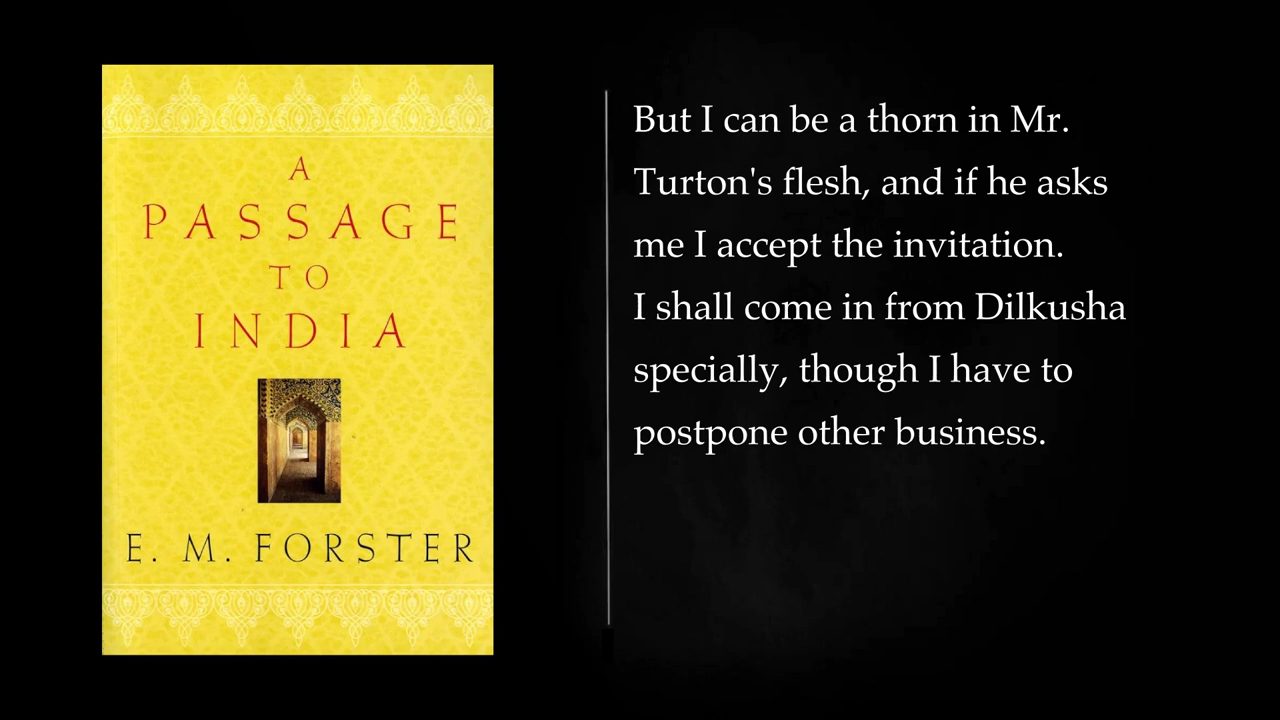 A
PASSAGE
TO
INDIA
E. M. FORSTER
But I can be a thorn in Mr.
Turton's flesh, and if he asks
me I accept the invitation.
I shall come in from Dilkusha
specially, though I have to
postpone other business.